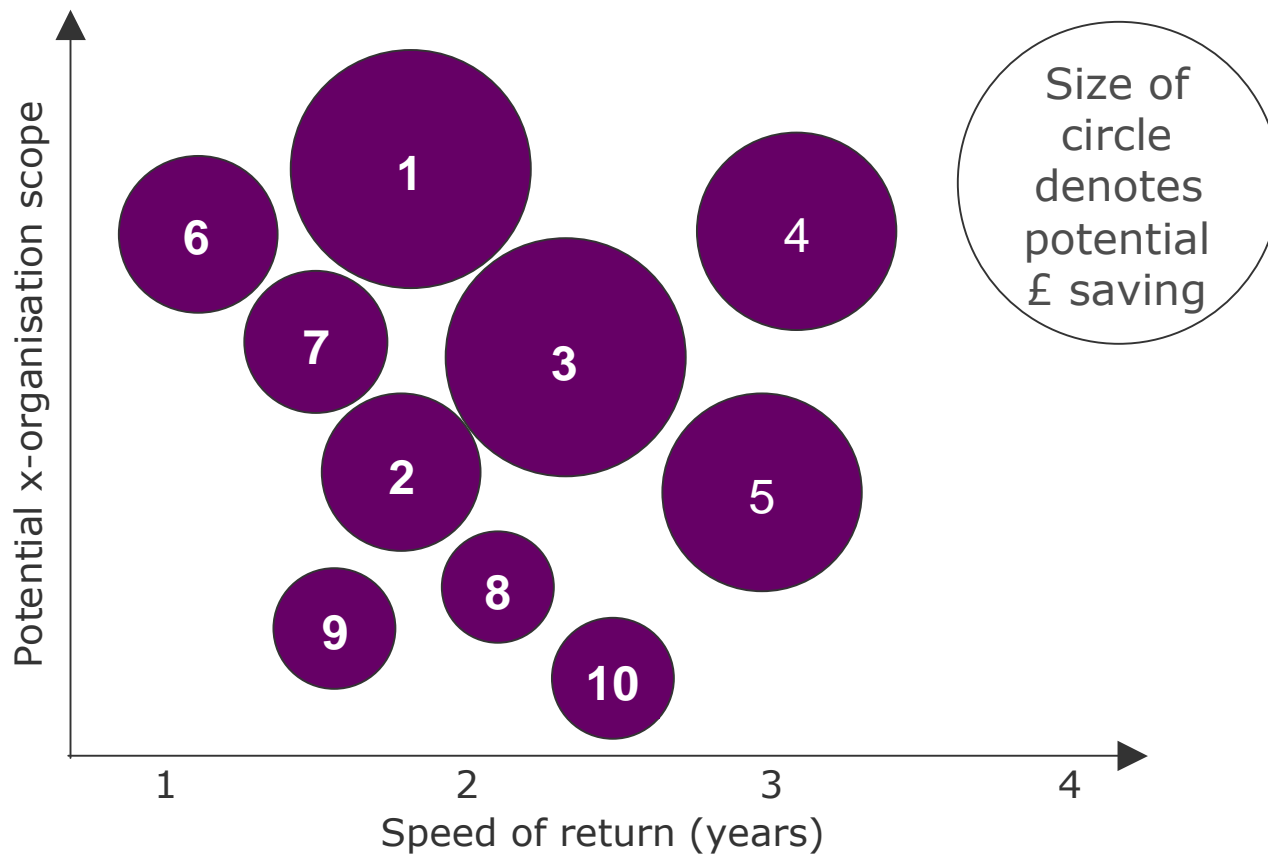 Potential x-organisation scope
1
6
4
7
3
2
5
8
9
10
Size of
circle
denotes
potential
£ saving
1
2
3
4
Speed of return (years)